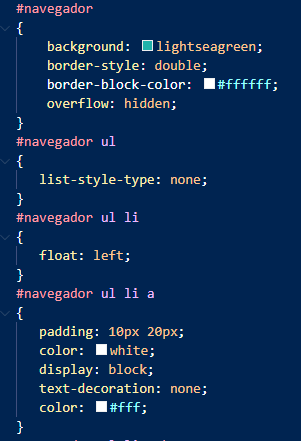 #navegador
{
background: lightseagreen;
border-style: double;
border-block-color: #ffffff;
overflow: hidden;
}
#navegador ul
{
list-style-type: none;
}
#navegador ul li
{
float: left;
}
#navegador ul li a
{
padding: 10px 20px;
color: white;
display: block;
text-decoration: none;
color: #fff;
}